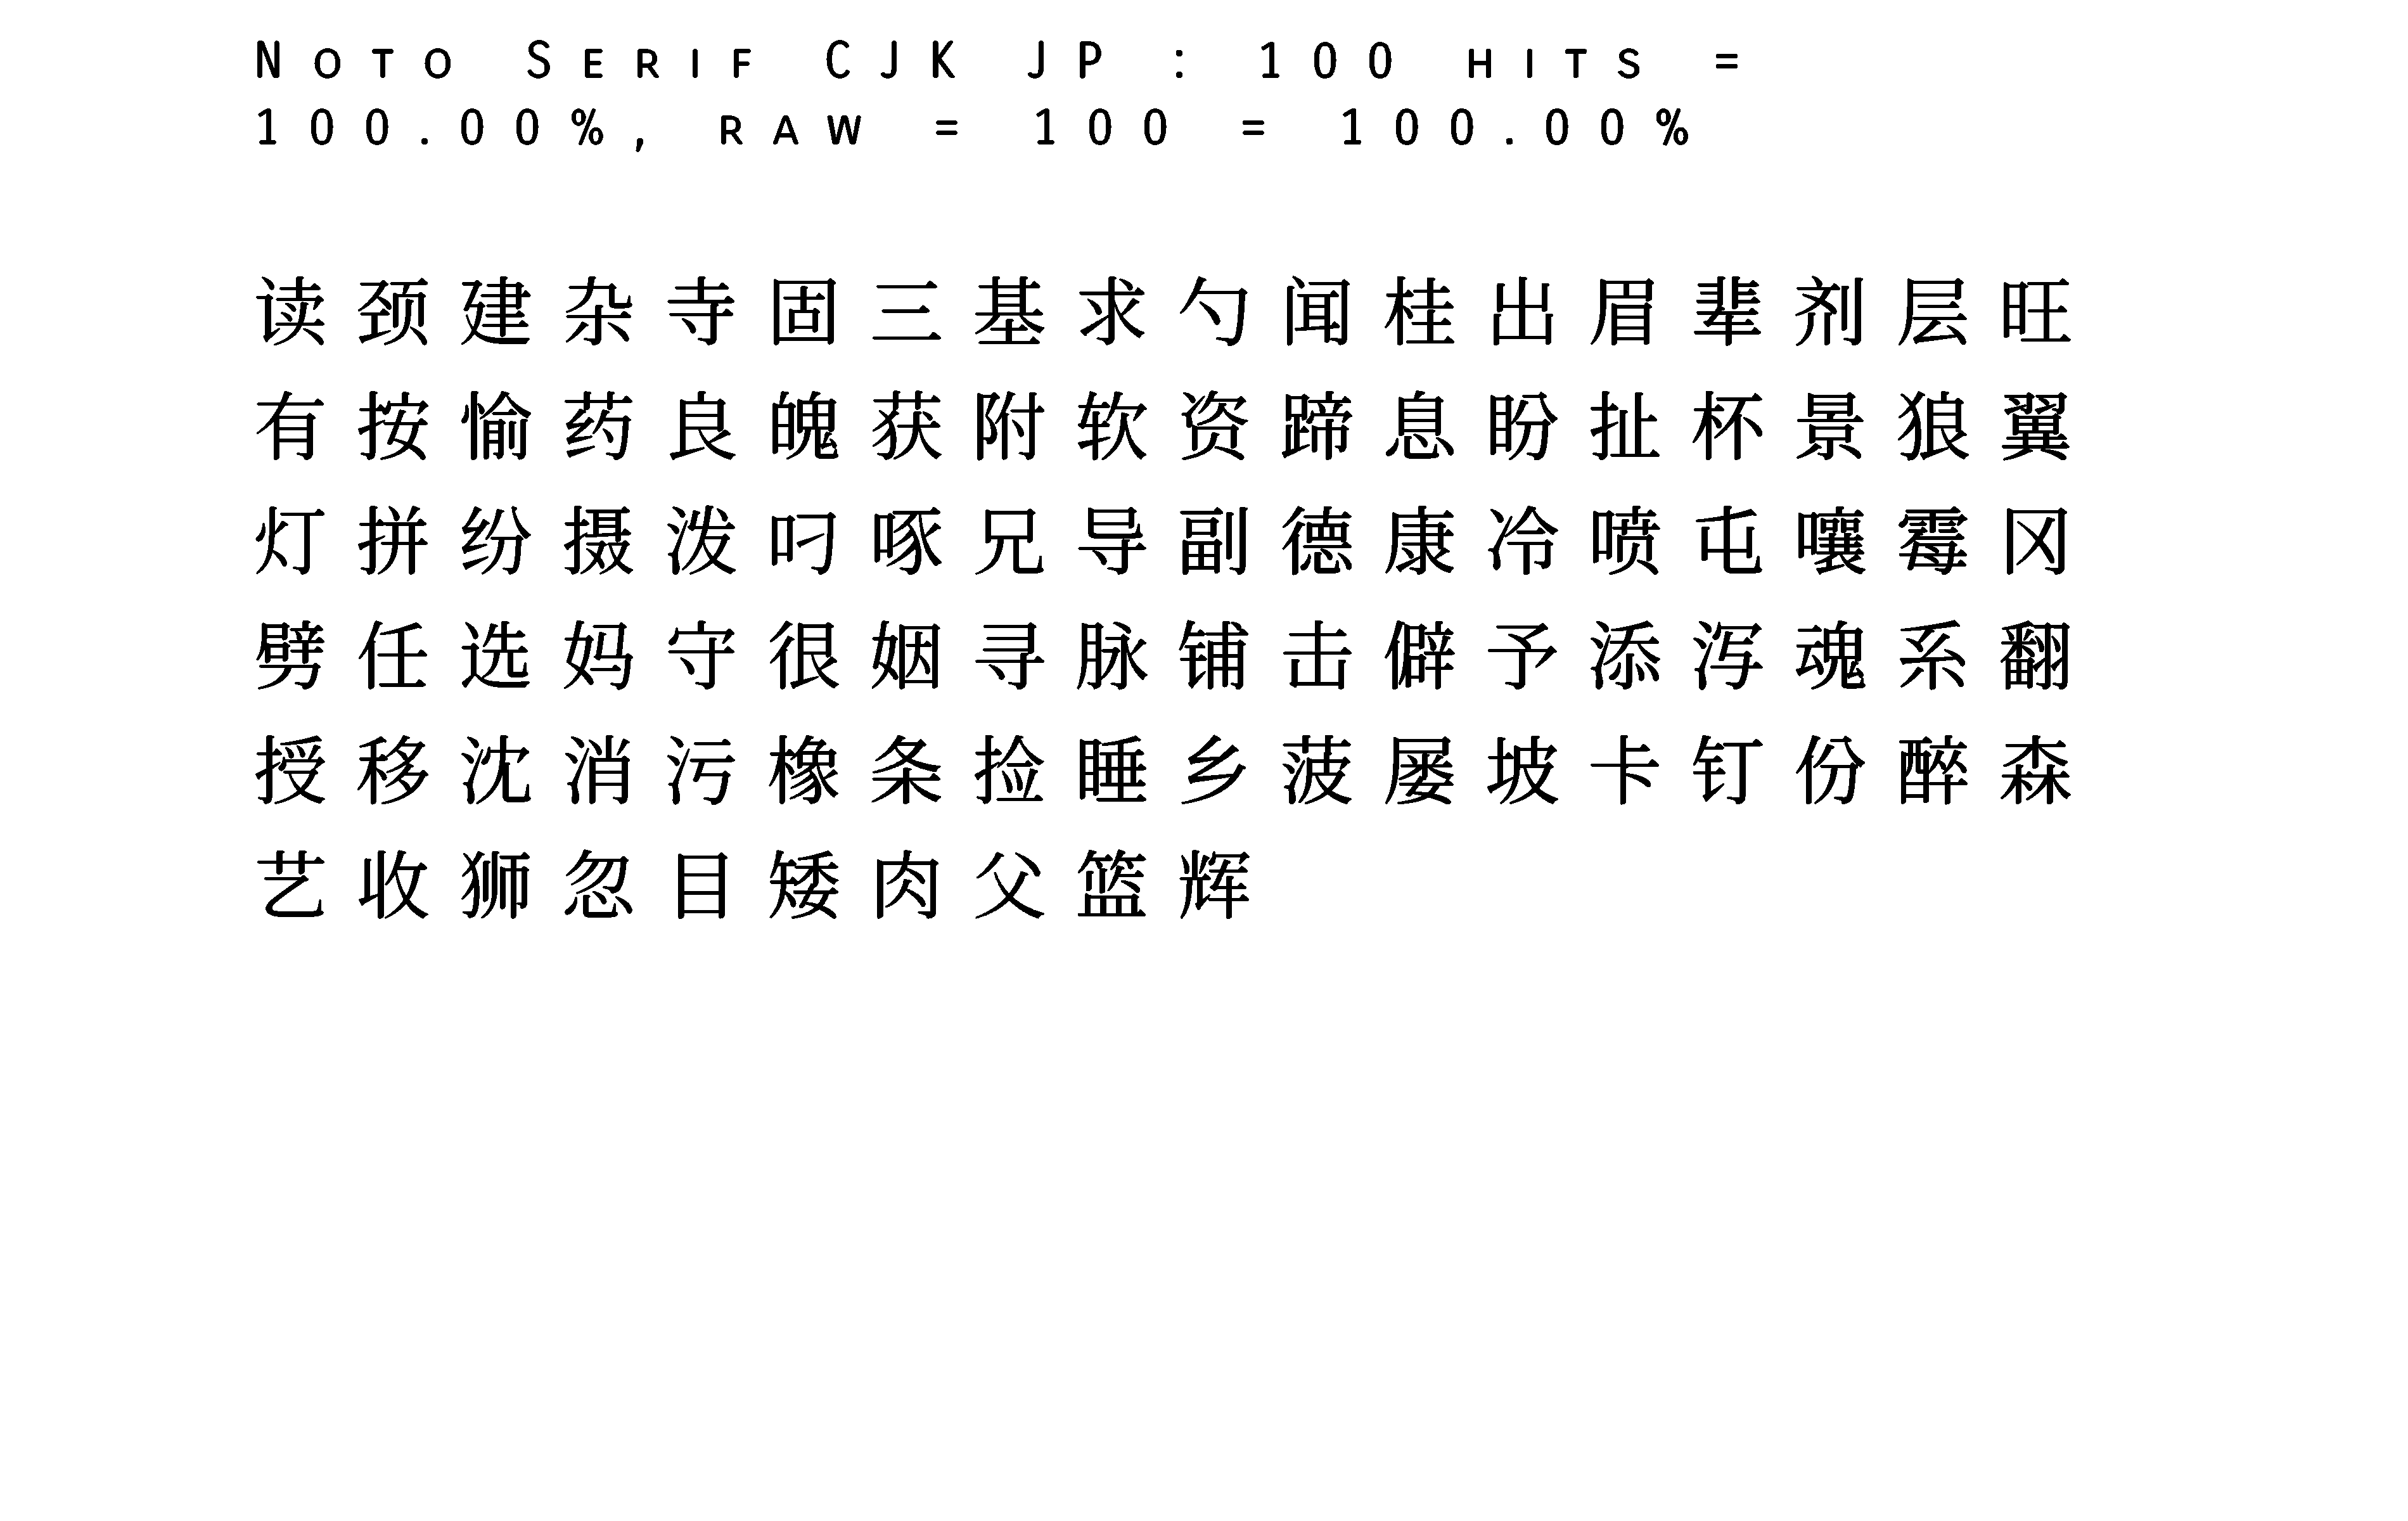 Noto Serif CJK JP : 100 hits =
100.00%, raw = 100 = 100.00%
读颈建杂寺固三基求勺闻桂出眉辈剂层旺
有按愉药良魄获附软资蹄息盼扯杯景狼翼
灯拼纷摄泼叼啄兄导副德康冷喷屯嚷霉冈
劈任选妈守很姻寻脉铺击僻予添泻魂系翻
授移沈消污橡条捡睡乡菠屡坡卡钉份醉森
艺收狮忽目矮肉父篮辉